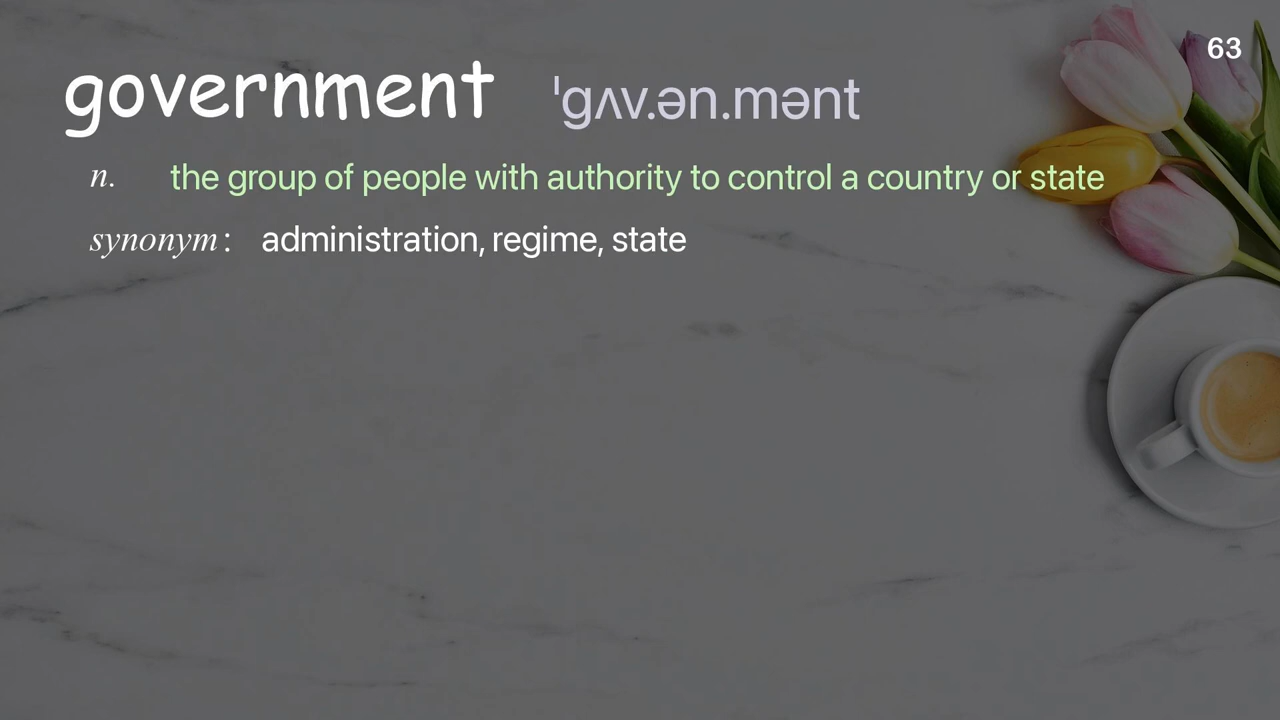 63
government ˈgʌv.ən.mənt
n. the group of people with authority to control a country or state
synonym: administration, regime, state